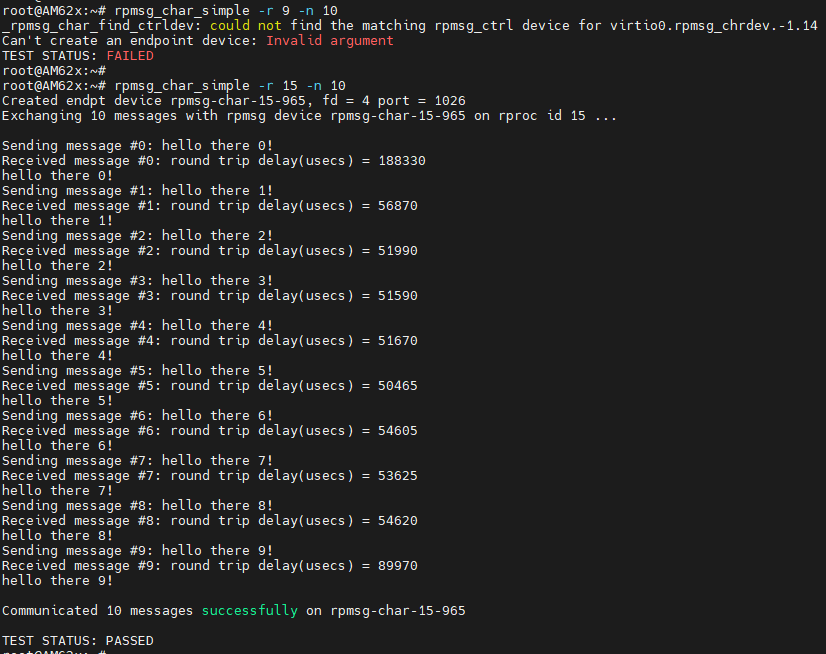 root@AM62x:~# rpmsg_char_simple -r 9 -n 10
_rpmsg_char_find_ctrldev: could not find the matching rpmsg_ctrl device for virtio0.rpmsg_chrdev.-1.14
Can't create an endpoint device: Invalid argument
TEST STATUS: FAILED
root@AM62x:~#
root@AM62x:~# rpmsg_char_simple -r 15 -n 10
Created endpt device rpmsg-char-15-965, fd = 4 port = 1026
Exchanging 10 messages with rpmsg device rpmsg-char-15-965 on rproc id 15 ...

Sending message #0: hello there 0!
Received message #0: round trip delay(usecs) = 188330
hello there 0!
Sending message #1: hello there 1!
Received message #1: round trip delay(usecs) = 56870
hello there 1!
Sending message #2: hello there 2!
Received message #2: round trip delay(usecs) = 51990
hello there 2!
Sending message #3: hello there 3!
Received message #3: round trip delay(usecs) = 51590
hello there 3!
Sending message #4: hello there 4!
Received message #4: round trip delay(usecs) = 51670
hello there 4!
Sending message #5: hello there 5!
Received message #5: round trip delay(usecs) = 50465
hello there 5!
Sending message #6: hello there 6!
Received message #6: round trip delay(usecs) = 54605
hello there 6!
Sending message #7: hello there 7!
Received message #7: round trip delay(usecs) = 53625
hello there 7!
Sending message #8: hello there 8!
Received message #8: round trip delay(usecs) = 54620
hello there 8!
Sending message #9: hello there 9!
Received message #9: round trip delay(usecs) = 89970
hello there 9!

Communicated 10 messages successfully on rpmsg-char-15-965

TEST STATUS: PASSED
root@AM62x:~#